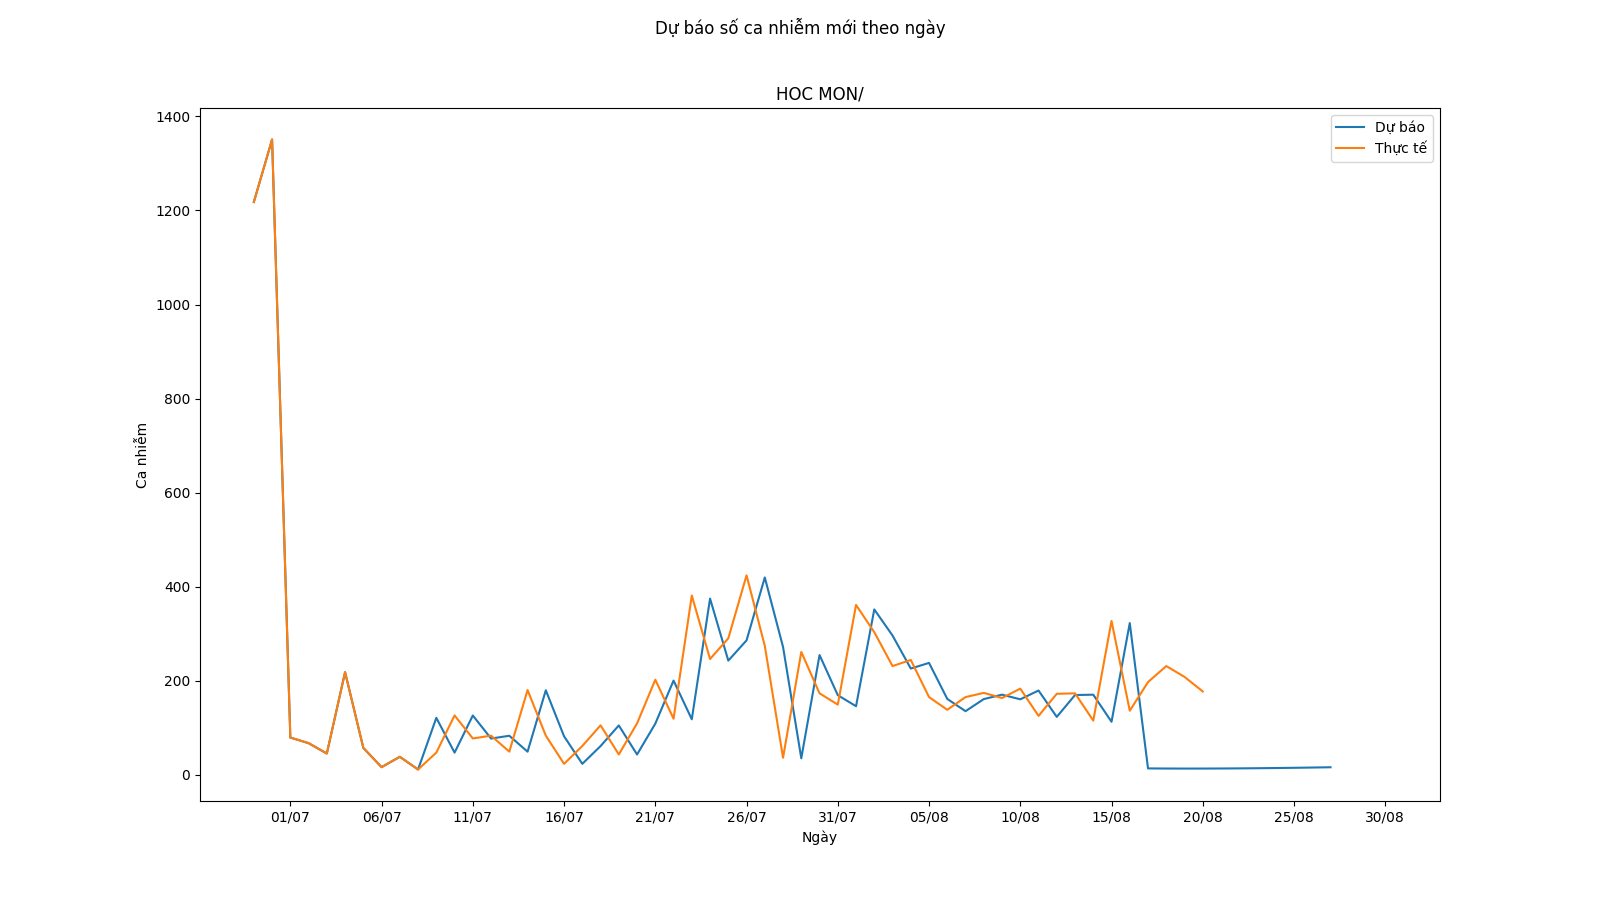 Dự báo số ca nhiễm mới theo ngày
HOC MON/
Dự báo
Thực tế
1400
1200
1000
800
600
400
200
0
Ca nhiễm
01/07 06/07 11/07 16/07 21/07 26/07 31/07 05/08 10/08 15/08 20/08 25/08 30/08
Ngày